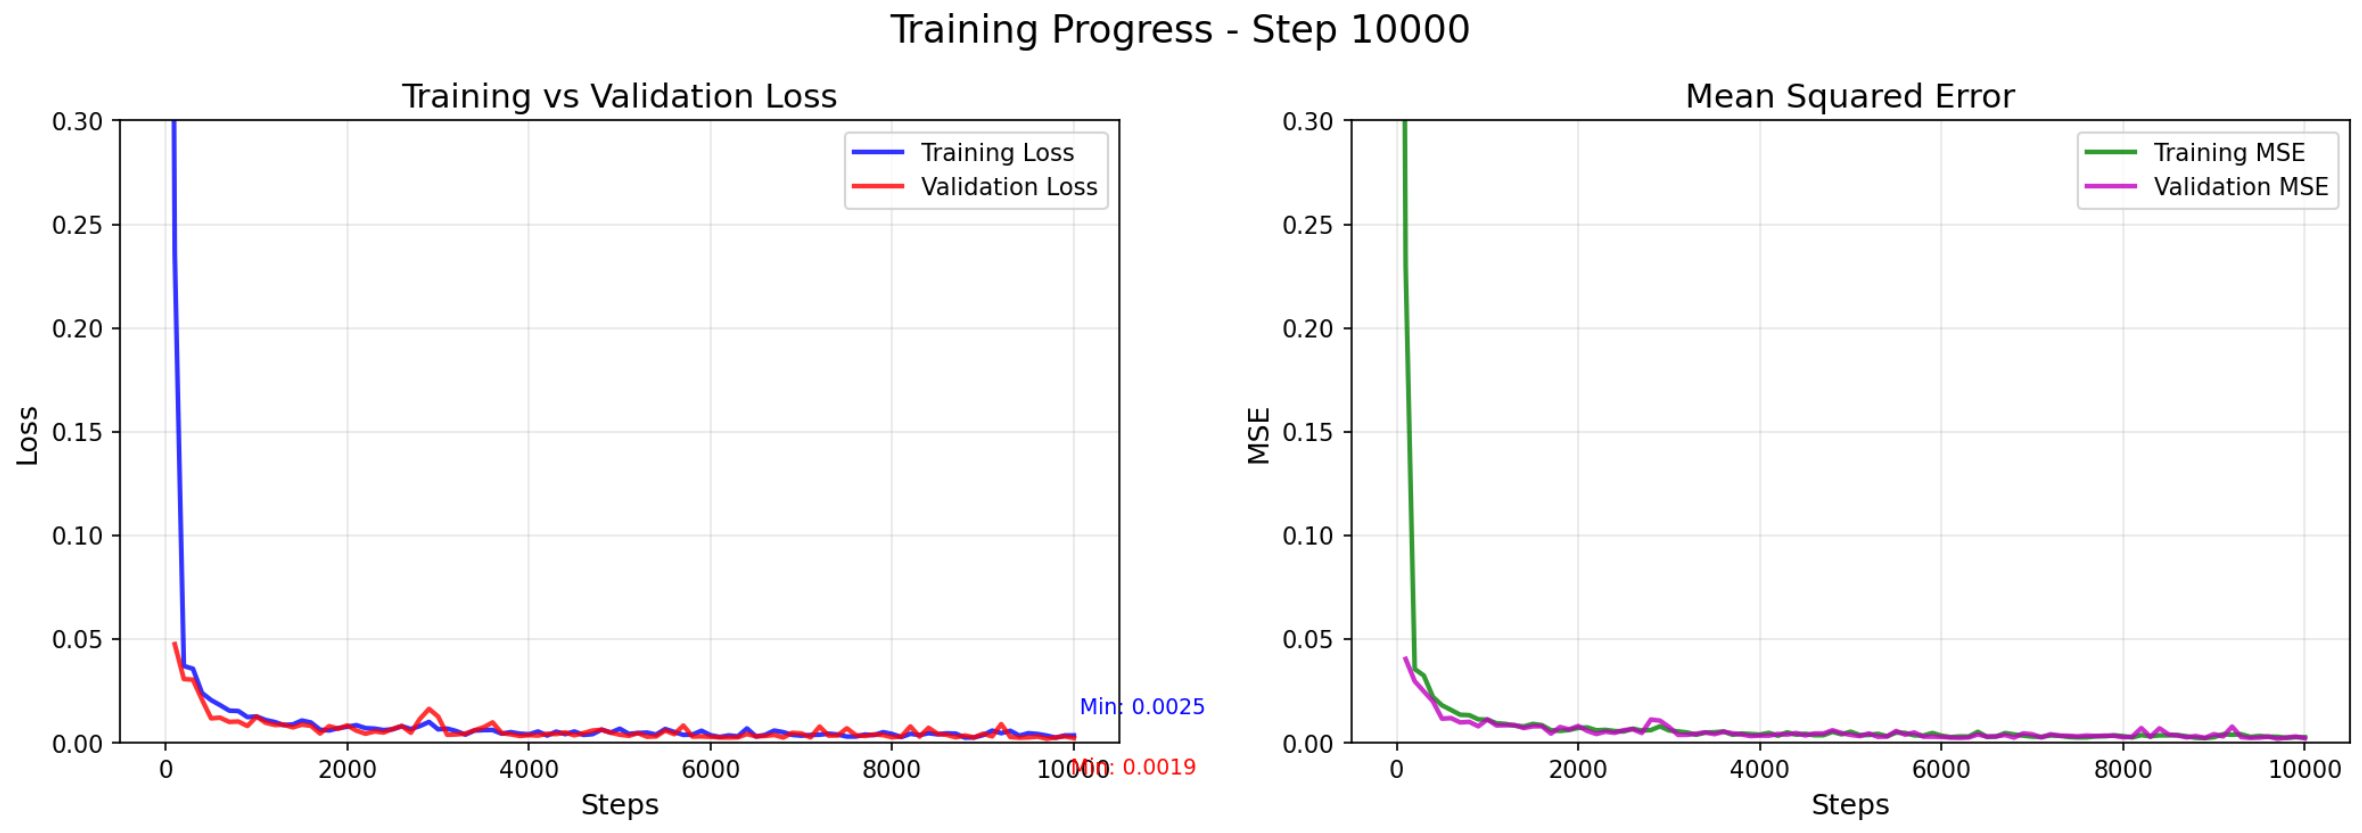 Training Progress - Step 10000
Training vs Validation Loss
0.30
0.25
0.20
0.15
0.10
0.05
0.00
Loss
Training Loss
Validation Loss
Min: 0.0025
Min: 0.0019
0 2000 4000 6000 8000 10000
Steps
Mean Squared Error
0.30
0.25
0.20
0.15
0.10
0.05
0.00
MSE
Training MSE
Validation MSE
0 2000 4000 6000 8000 10000
Steps